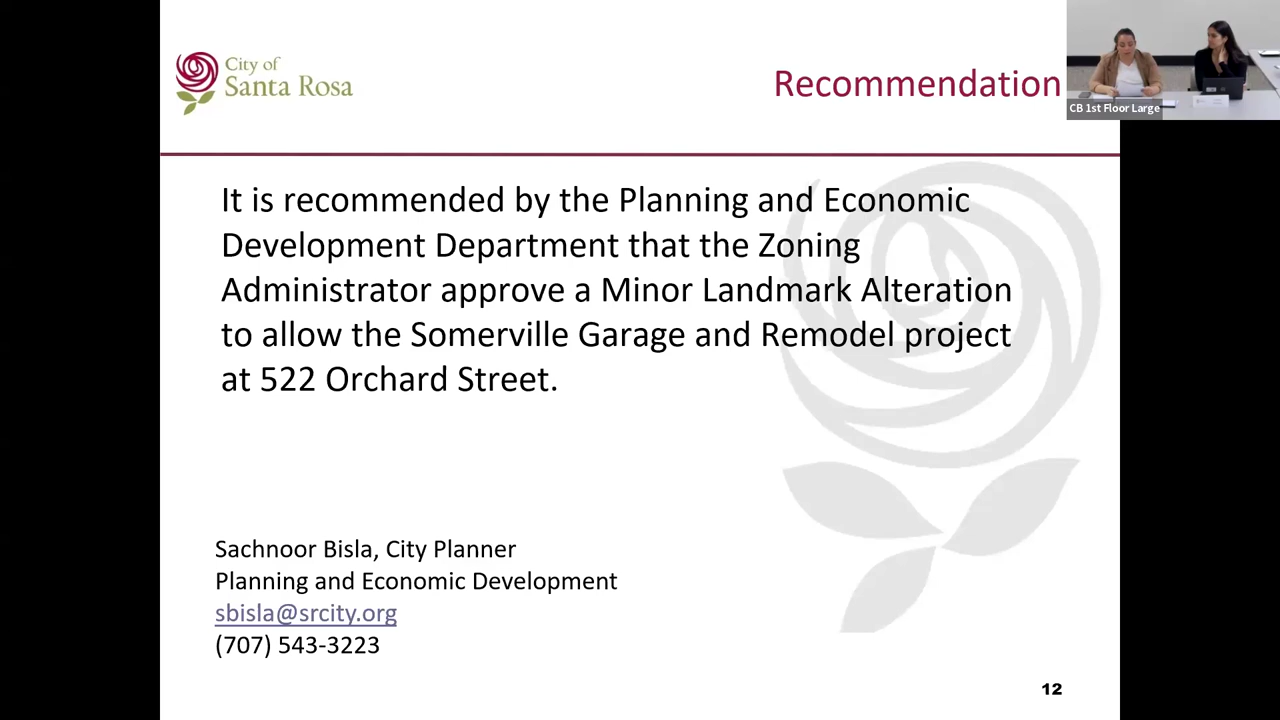 City of
Santa Rosa
Recommendation
CB 1st Floor Large
It is recommended by the Planning and Economic
Development Department that the Zoning
Administrator approve a Minor Landmark Alteration
to allow the Somerville Garage and Remodel project
at 522 Orchard Street.
Sachnoor Bisla, City Planner
Planning and Economic Development
sbisla@srcity.org
(707) 543-3223
12